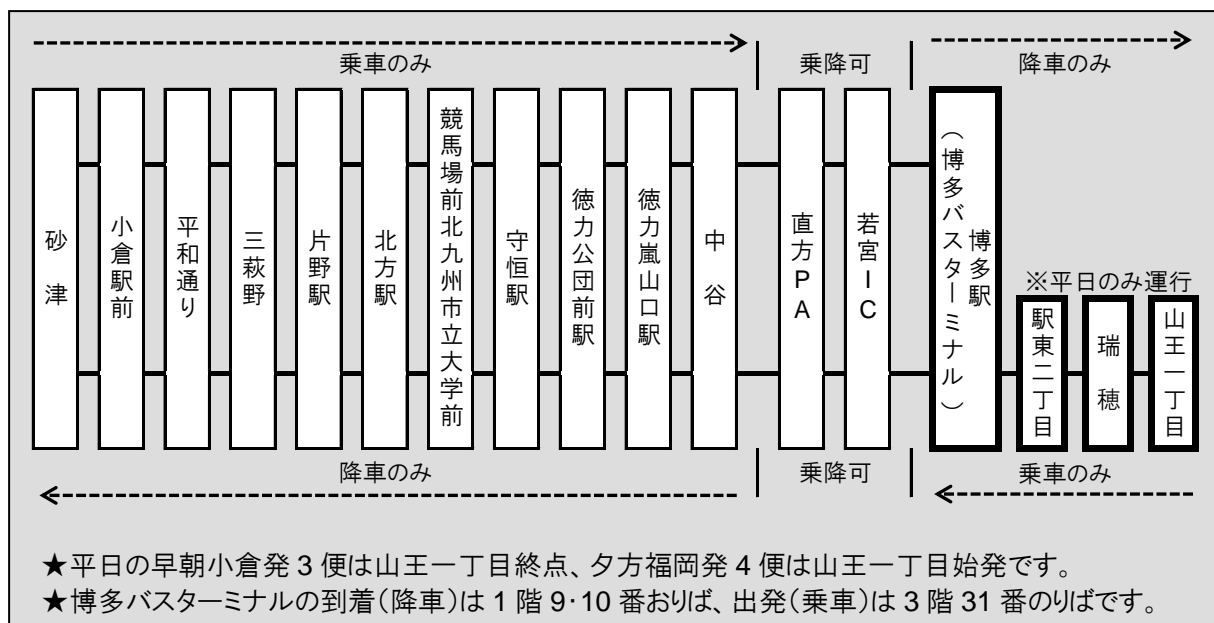 乗車のみ
乗降可
降車のみ
砂津
小倉駅前
平和通り
三萩野
片野駅
北方駅
競馬場前北九州市立大学前
守恒駅
徳力公団前駅
徳力嵐山口駅
中谷
直方PA
若宮IC
博多駅
（博多バスターミナル）
※平日のみ運行
駅東二丁目
瑞穂
山王一丁目
降車のみ
乗降可
乗車のみ
★平日の早朝小倉発3便は山王一丁目終点、夕方福岡発4便は山王一丁目始発です。
★博多バスターミナルの到着（降車）は1階9・10番おりば、出発（乗車）は3階31番のりばです。